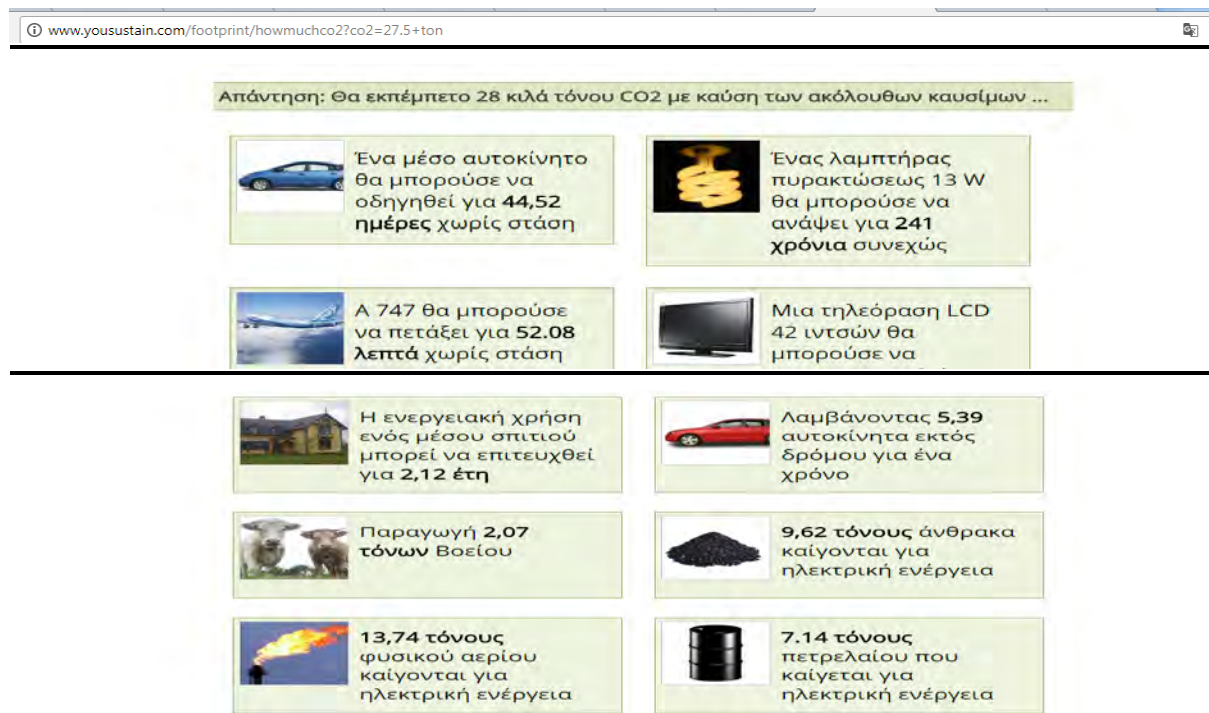 www.yousustain.com/footprint/howmuchco2?co2=27.5+ton
Απάντηση: Θα εκπέμπετο 28 κιλά τόνου CO2 με καύση των ακόλουθων καυσίμων ...
Ένα μέσο αυτοκίνητο
θα μπορούσε να
οδηγηθεί για 44,52
ημέρες χωρίς στάση
Ένας λαμπτήρας
πυρακτώσεως 13 W
θα μπορούσε να
ανάψει για 241
χρόνια συνεχώς
Α 747 θα μπορούσε
να πετάξει για 52.08
λεπτά χωρίς στάση
Μια τηλεόραση LCD
42 ιντσών θα
μπορούσε να
Η ενεργειακή χρήση
ενός μέσου σπιτιού
μπορεί να επιτευχθεί
για 2,12 έτη
Λαμβάνοντας 5,39
αυτοκίνητα εκτός
δρόμου για ένα
χρόνο
Παραγωγή 2,07
τόνων Βοείου
9,62 τόνους άνθρακα
καίγονται για
ηλεκτρική ενέργεια
13,74 τόνους
φυσικού αερίου
καίγονται για
ηλεκτρική ενέργεια
7.14 τόνους
πετρελαίου που
καίγεται για
ηλεκτρική ενέργεια